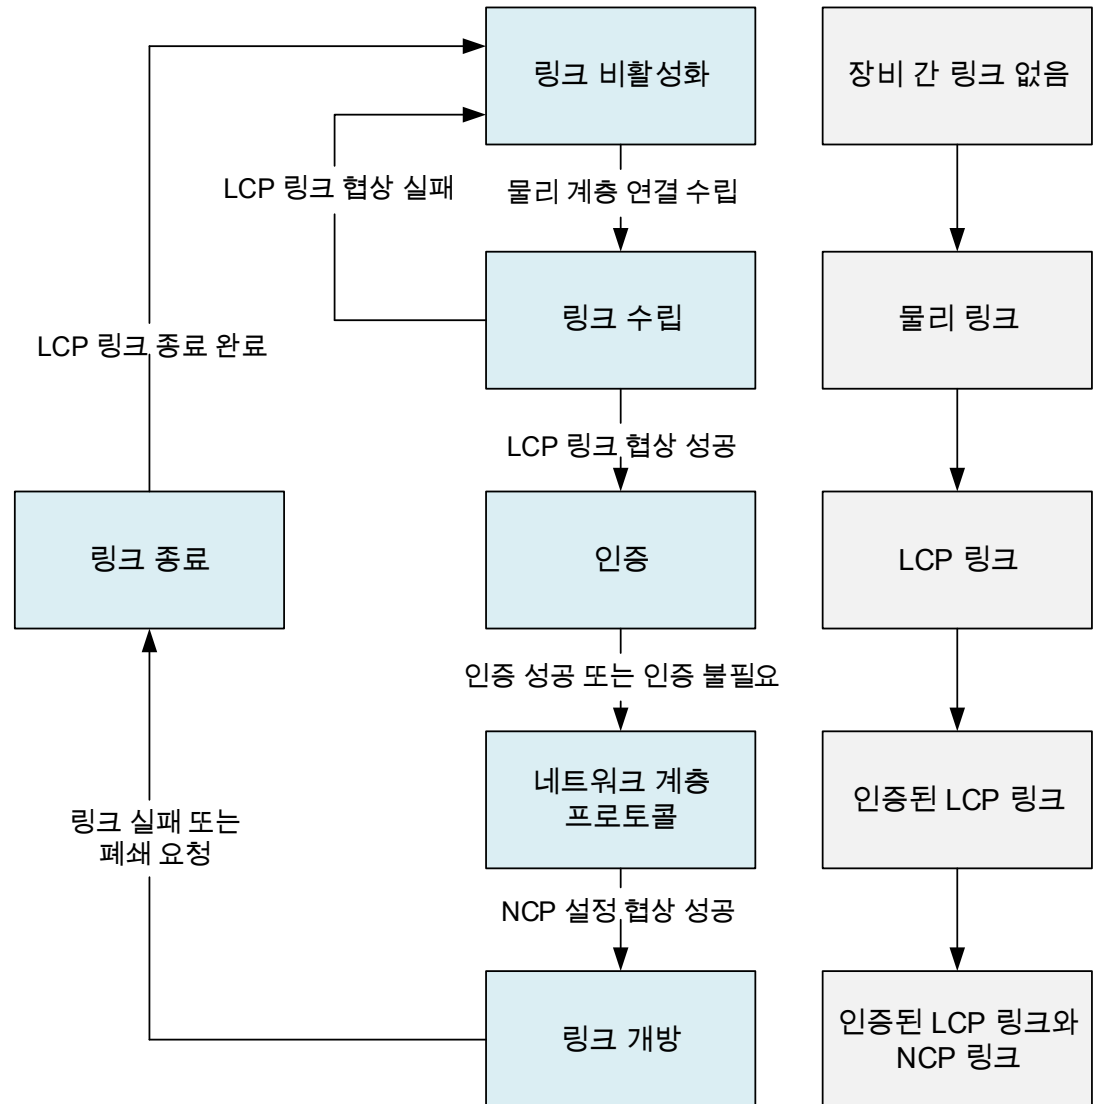 링크 비활성화
장비 간 링크 없음
LCP 링크 협상 실패
물리 계층 연결 수립
링크 수립
물리 링크
LCP 링크 종료 완료
LCP 링크 협상 성공
링크 종료
인증
LCP 링크
인증 성공 또는 인증 불필요
네트워크 계층
프로토콜
인증된 LCP 링크
링크 실패 또는
폐쇄 요청
NCP 설정 협상 성공
링크 개방
인증된 LCP 링크와
NCP 링크